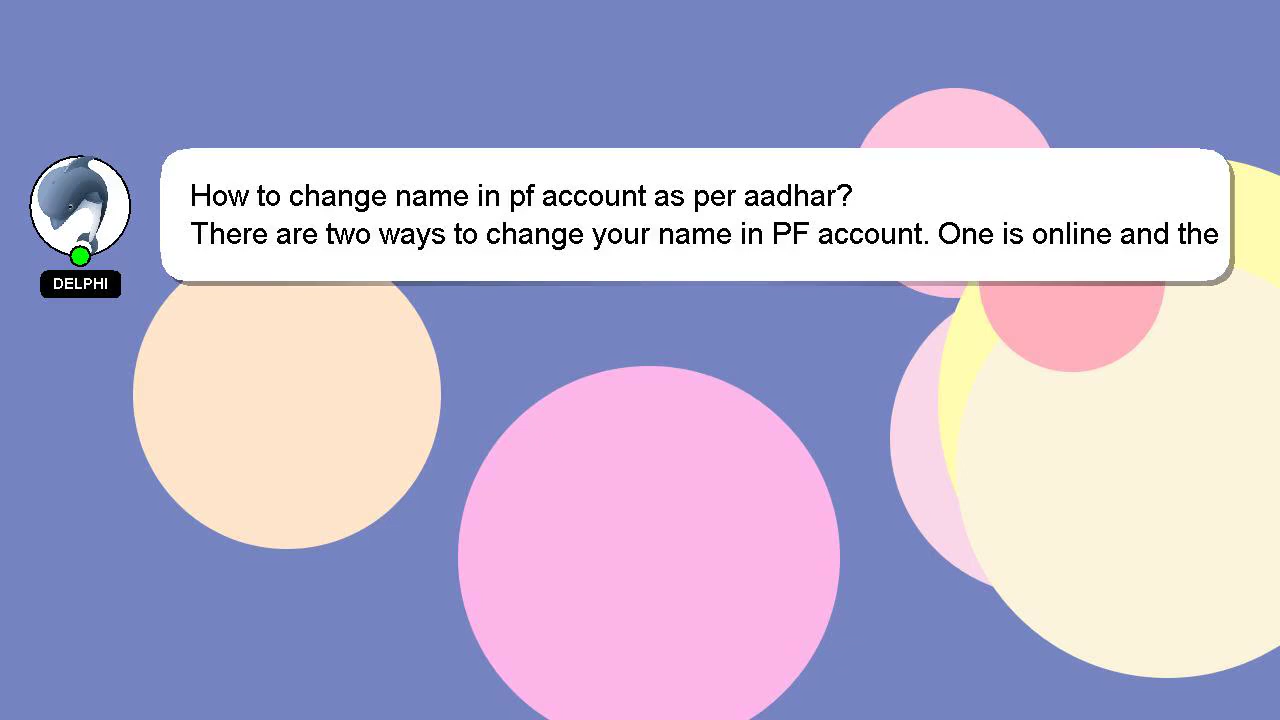 How to change name in pf account as per aadhar?
There are two ways to change your name in PF account. One is online and the
DELPHI